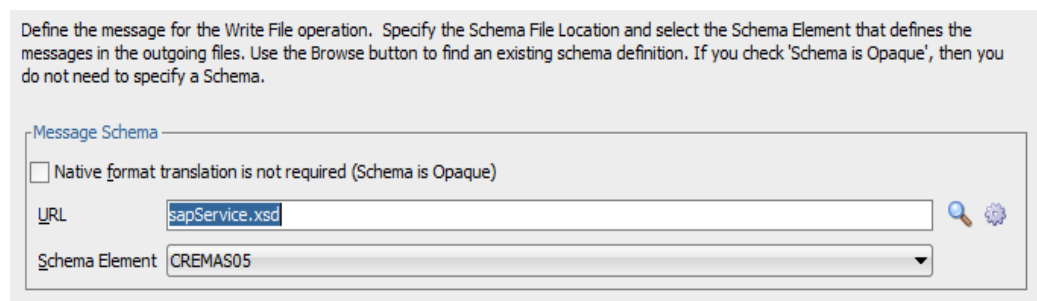 Define the message for the Write File operation.  Specify the Schema File Location and select the Schema Element that defines the
messages in the outgoing files. Use the Browse button to find an existing schema definition. If you check 'Schema is Opaque', then you
do not need to specify a Schema.
Message Schema
Native format translation is not required (Schema is Opaque)
URL sapService.xsd
Schema Element CREMAS05